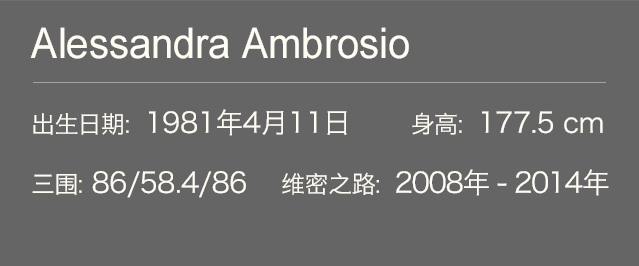 Alessandra Ambrosio
出生日期: 1981年4月11日 身高: 177.5 cm
三围: 86/58.4/86 维密之路: 2008年 - 2014年